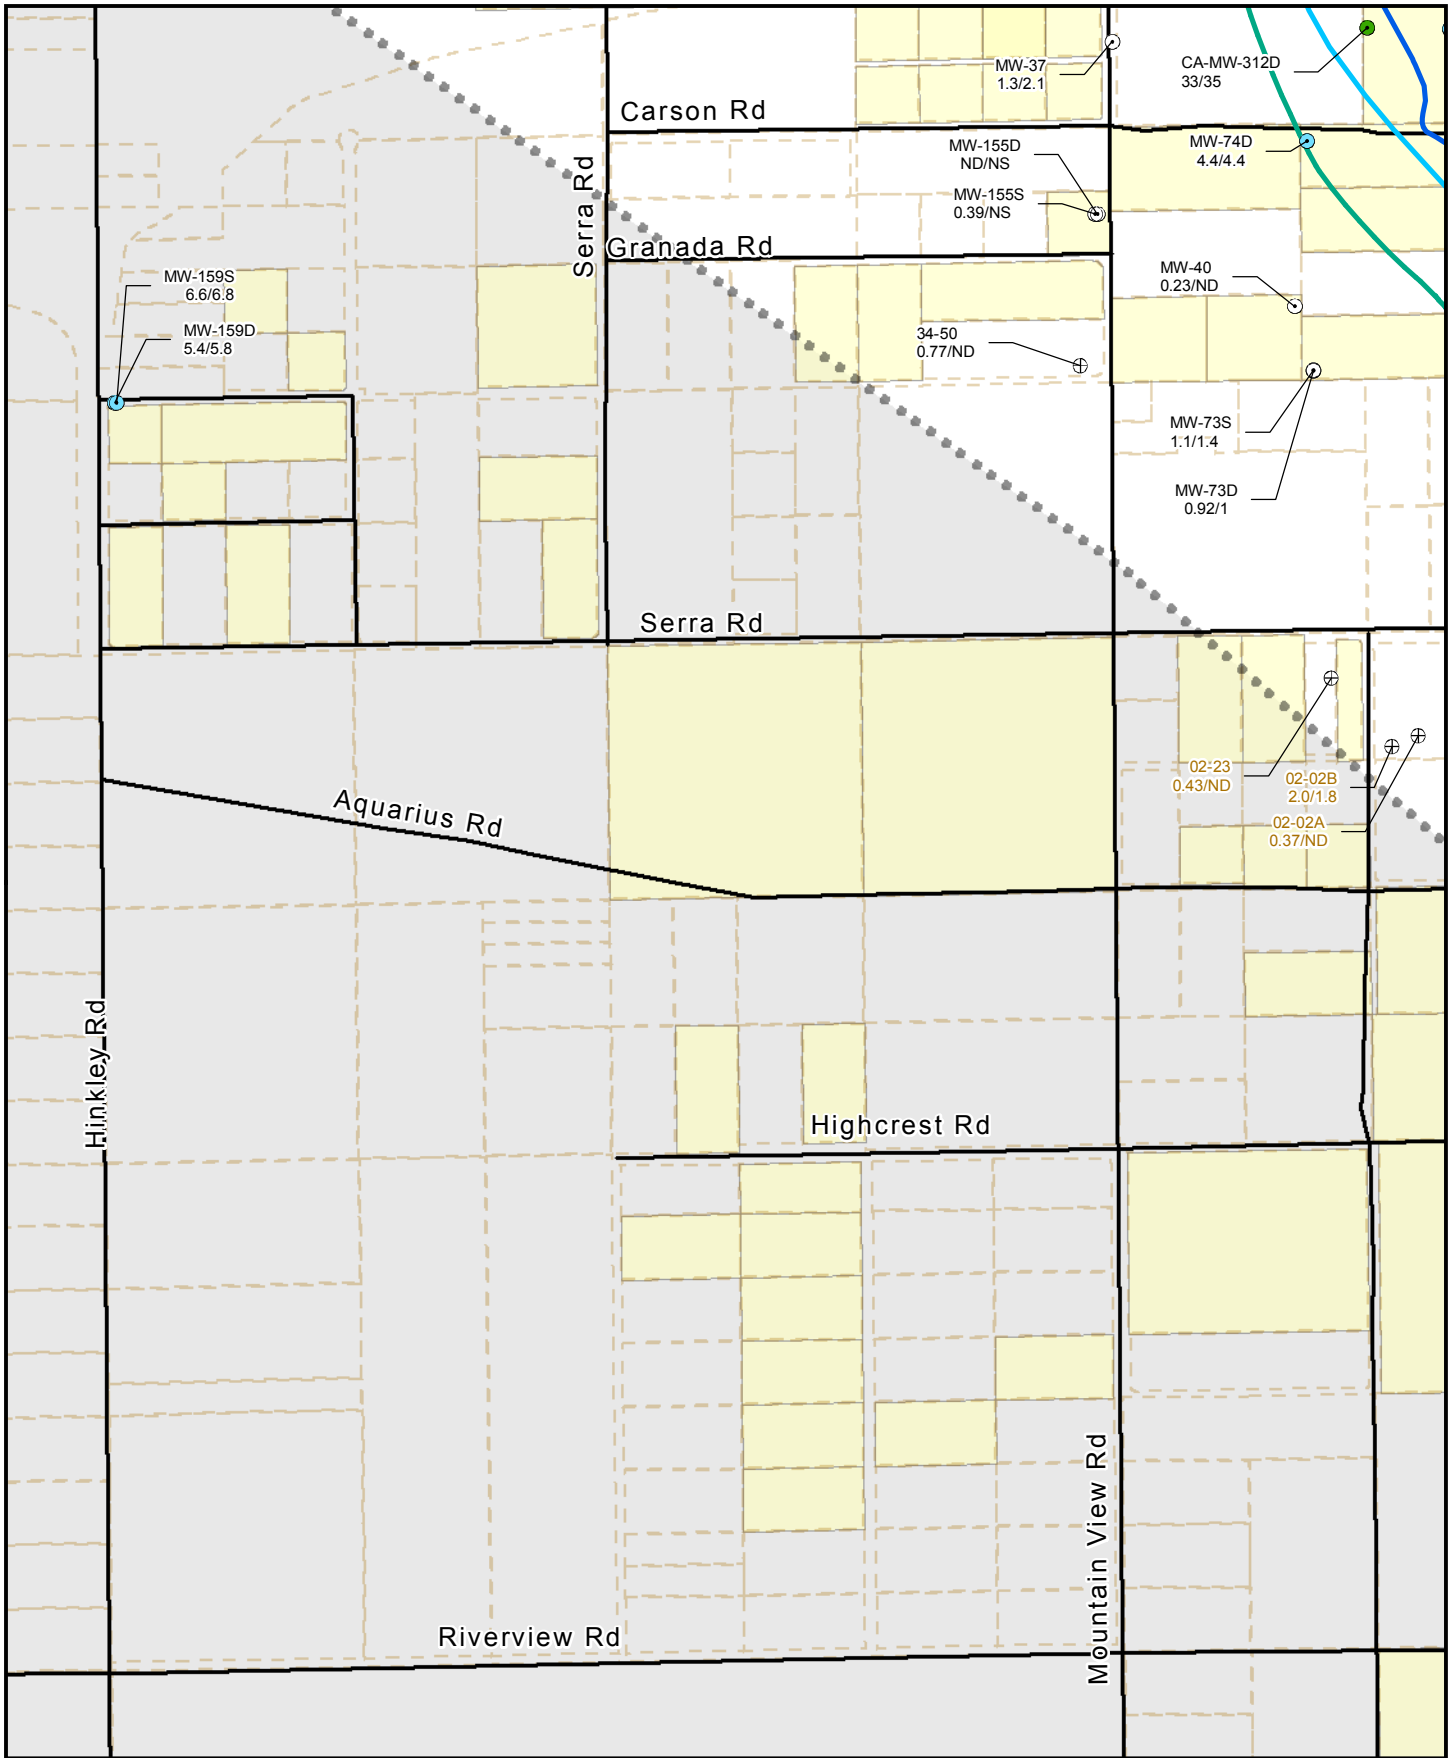 MW-37
1.3/2.1
CA-MW-312D
33/35
Carson Rd
MW-155D
ND/NS
MW-74D
4.4/4.4
MW-155S
0.39/NS
Serra Rd
Granada Rd
MW-159S
6.6/6.8
MW-40
0.23/ND
MW-159D
5.4/5.8
34-50
0.77/ND
MW-73S
1.1/1.4
MW-73D
0.92/1
Serra Rd
02-23
0.43/ND
02-02B
2.0/1.8
02-02A
0.37/ND
Aquarius Rd
Hinkley Rd
Highcrest Rd
Mountain View Rd
Riverview Rd